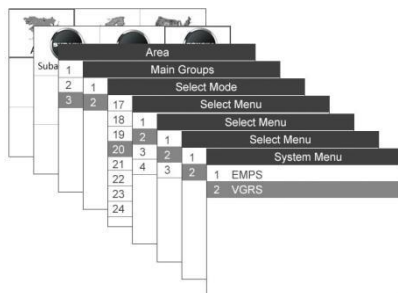 Suba
Area
1
2
3
Main Groups
1
2
Select Mode
17
18
19
20
21
22
23
24
Select Menu
1
2
3
4
Select Menu
1
2
3
Select Menu
1
2
System Menu
1 EMPS
2 VGRS